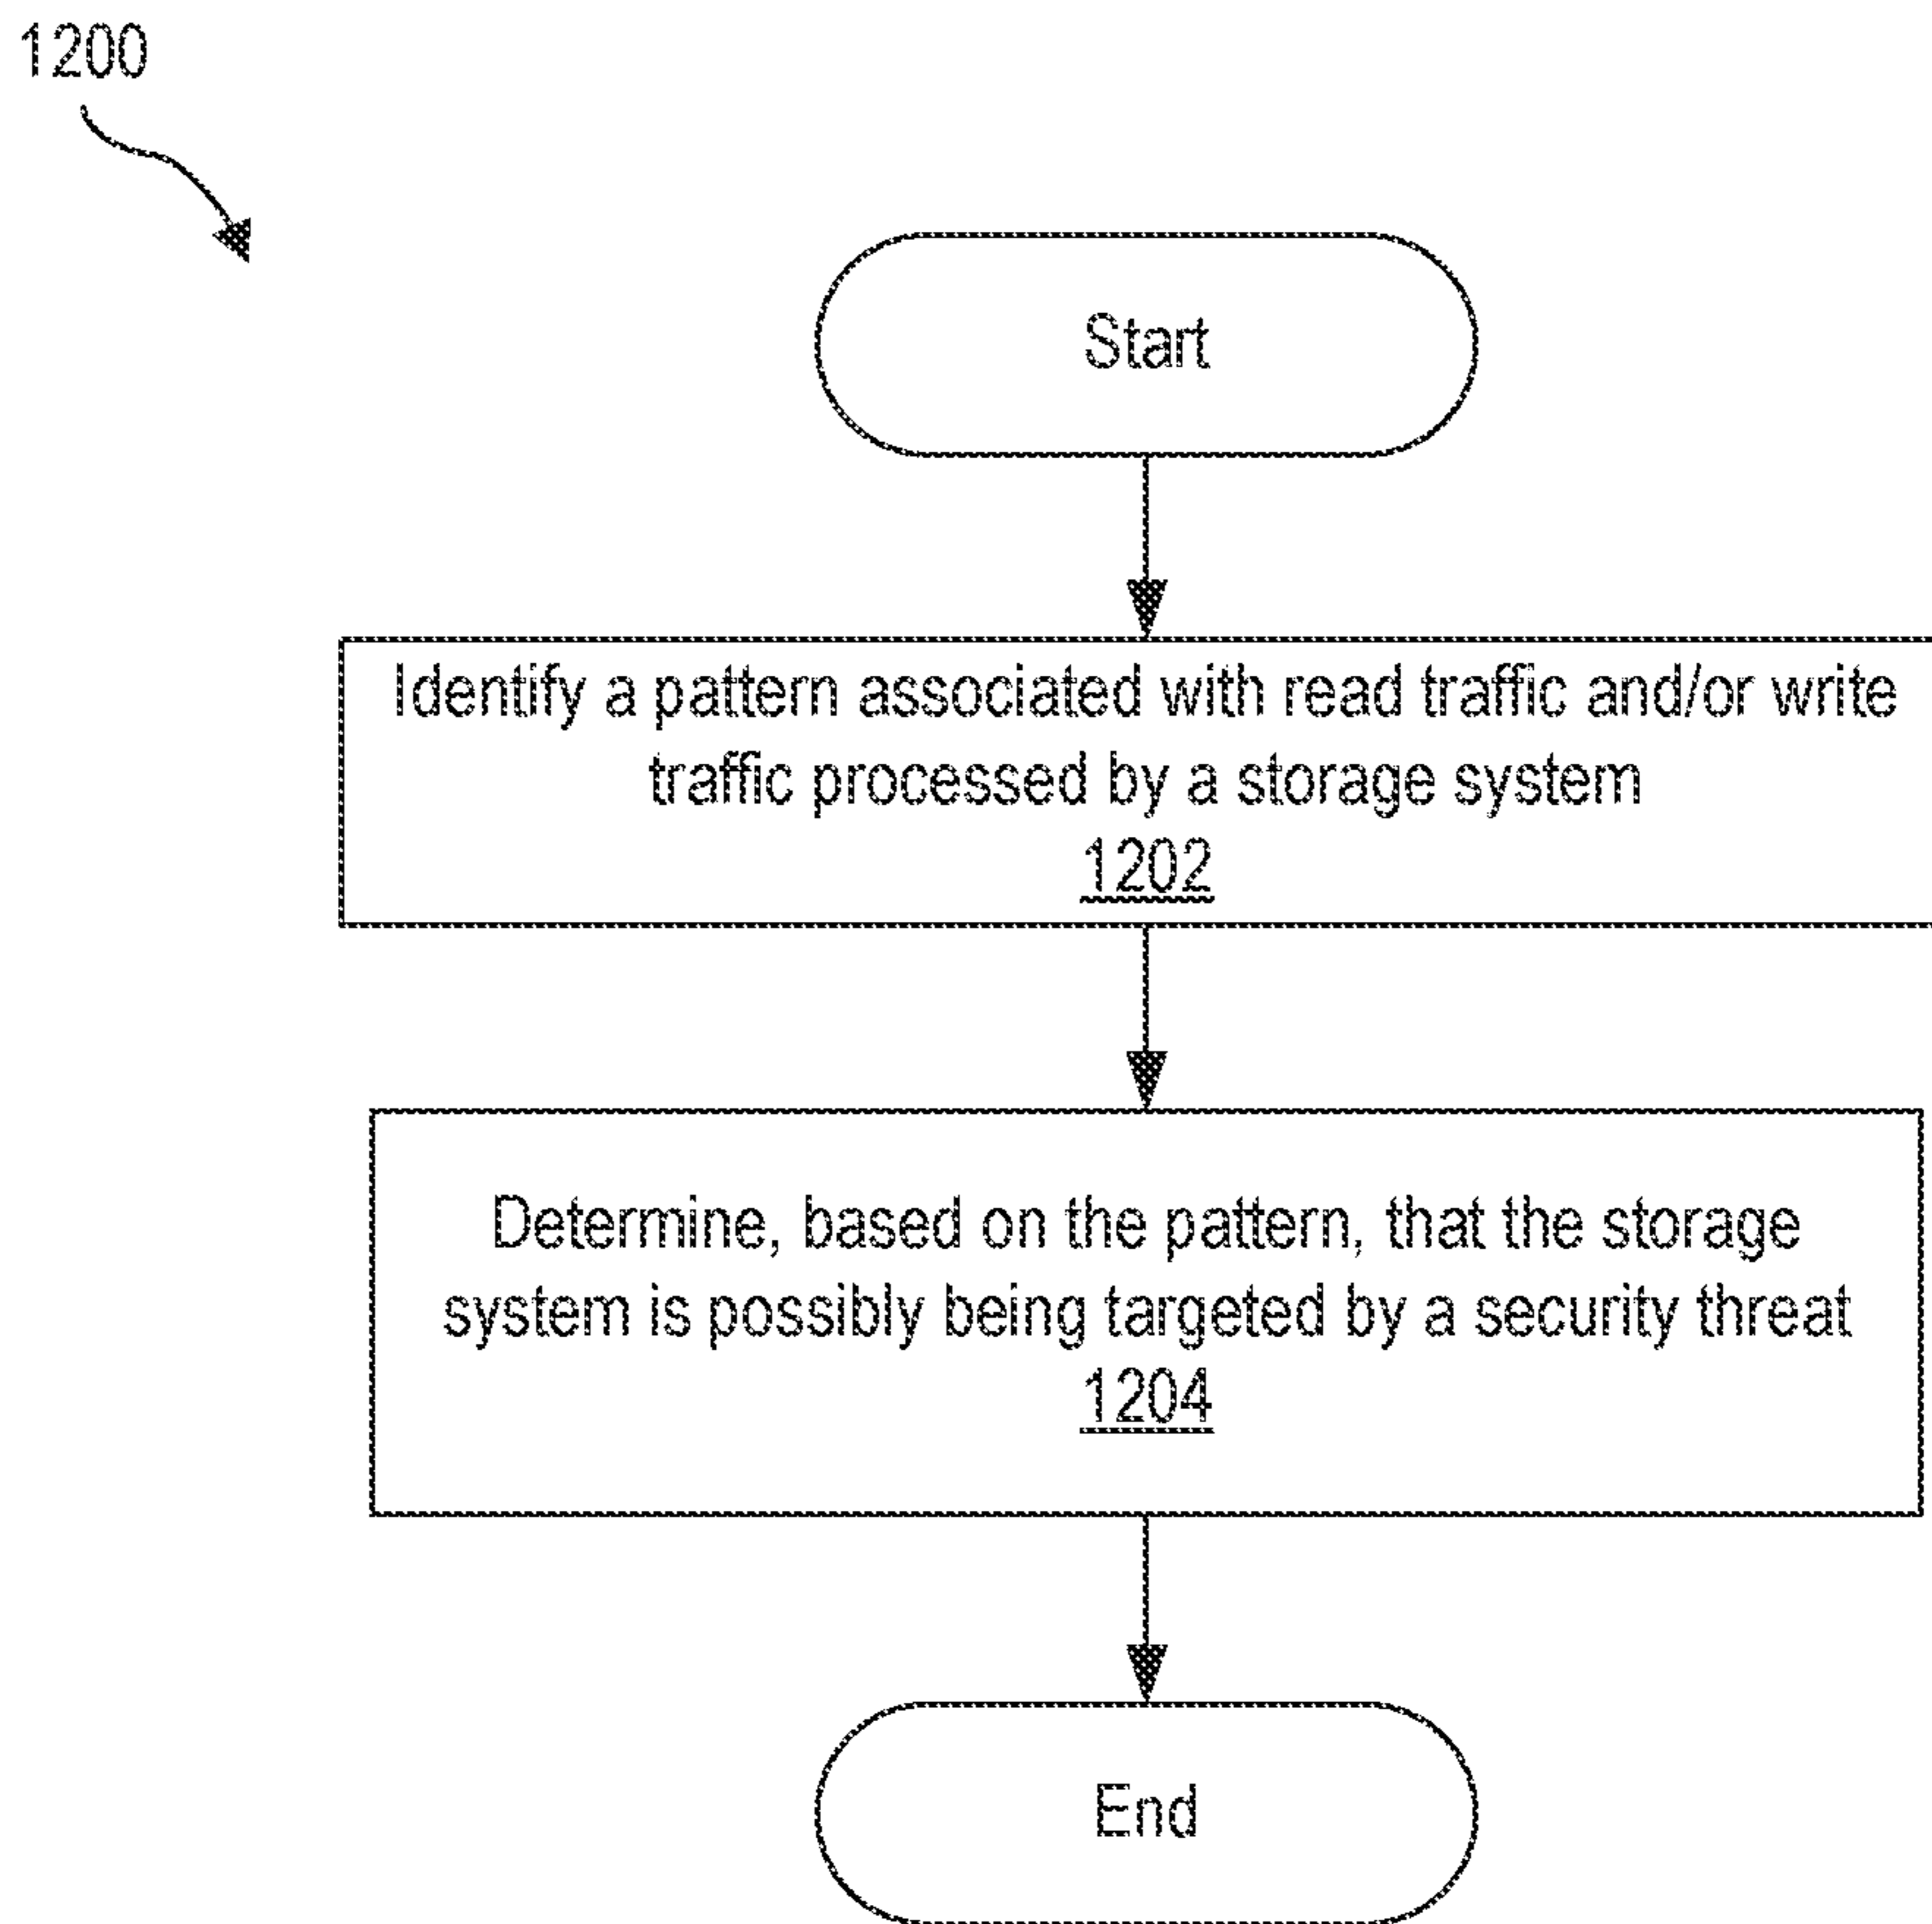 1200
Start
Identify a pattern associated with read traffic and/or write
traffic processed by a storage system
1202
Determine, based on the pattern, that the storage
system is possibly being targeted by a security threat
1204
End